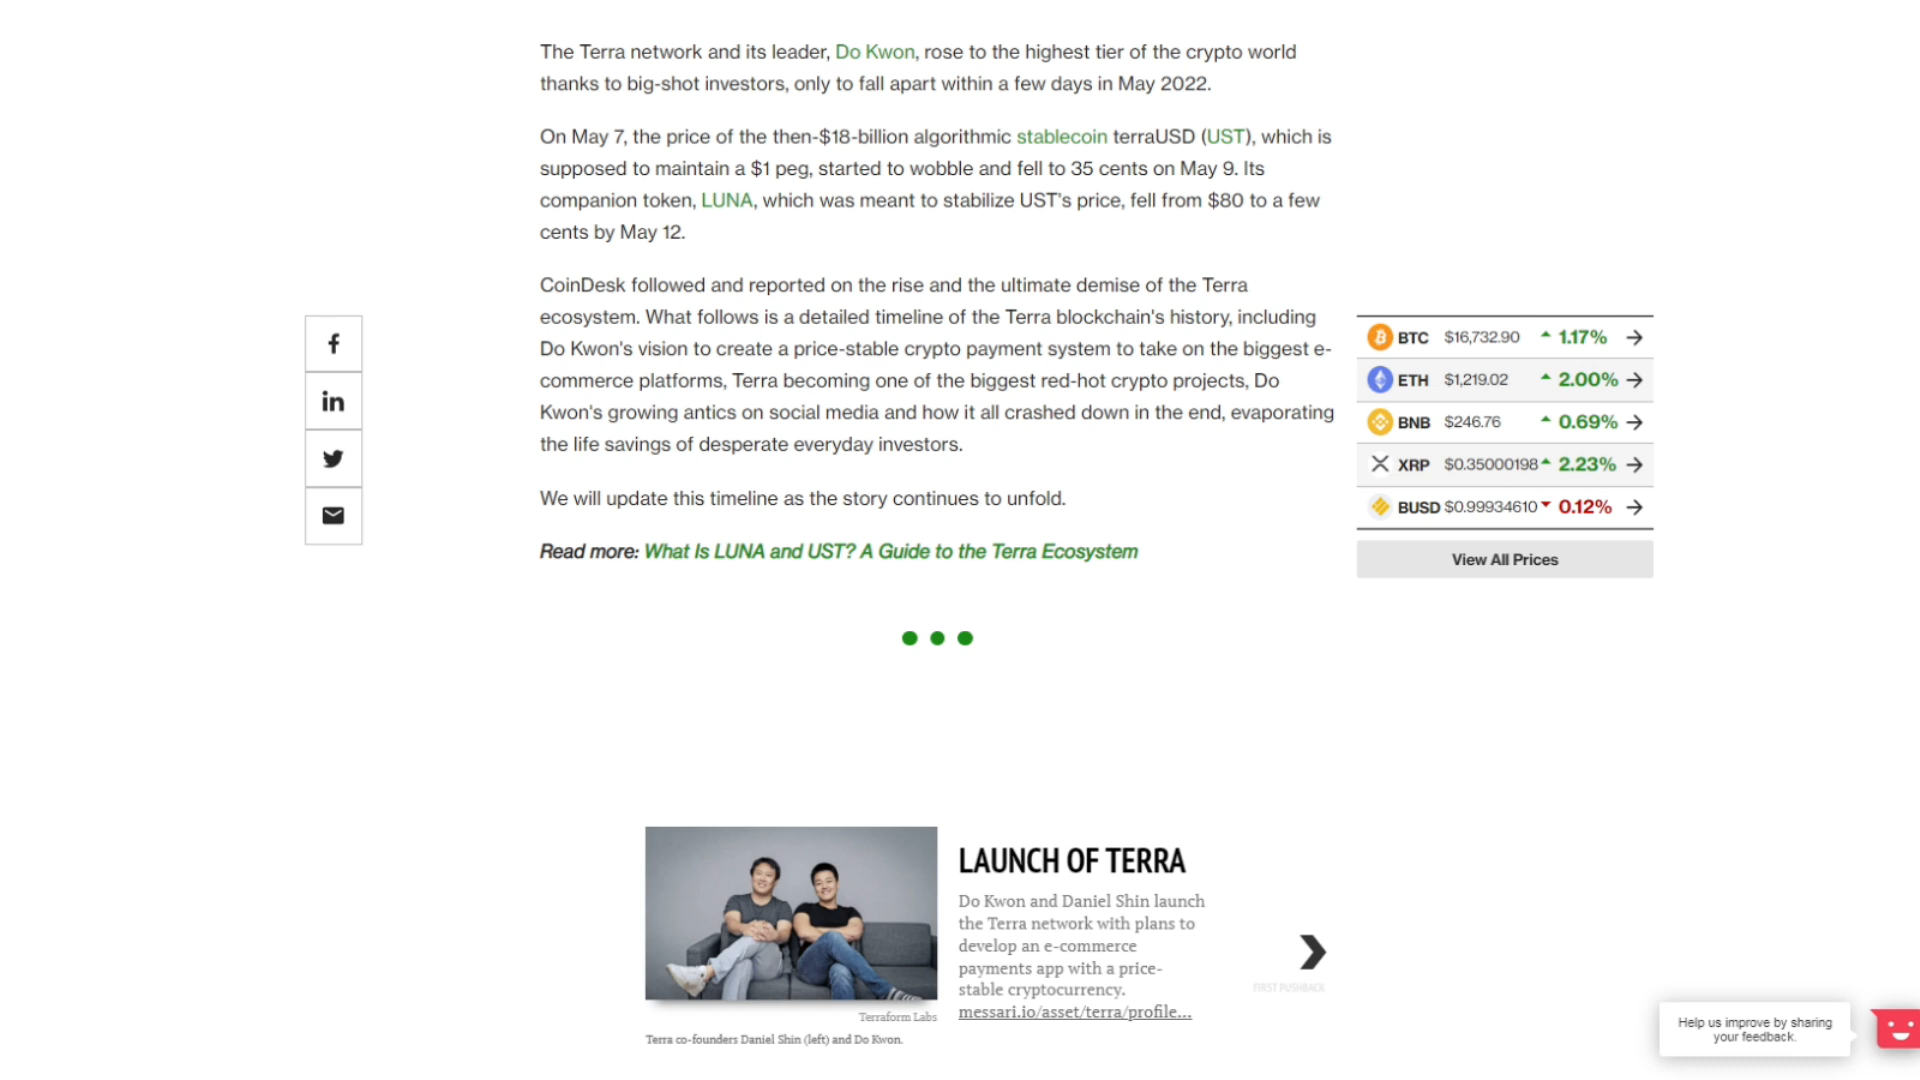 The Terra network and its leader, Do Kwon, rose to the highest tier of the crypto world
thanks to big-shot investors, only to fall apart within a few days in May 2022.
On May 7, the price of the then-$18-billion algorithmic stablecoin terraUSD (UST), which is
supposed to maintain a $1 peg, started to wobble and fell to 35 cents on May 9. Its
companion token, LUNA, which was meant to stabilize UST's price, fell from $80 to a few
cents by May 12.
CoinDesk followed and reported on the rise and the ultimate demise of the Terra
ecosystem. What follows is a detailed timeline of the Terra blockchain's history, including
Do Kwon's vision to create a price-stable crypto payment system to take on the biggest e-
commerce platforms, Terra becoming one of the biggest red-hot crypto projects, Do
Kwon's growing antics on social media and how it all crashed down in the end, evaporating
the life savings of desperate everyday investors.
We will update this timeline as the story continues to unfold.
Read more: What Is LUNA and UST? A Guide to the Terra Ecosystem
BTC $16,732.90 1.17%
ETH $1,219.02 2.00%
BNB $246.76 0.69%
XRP $0.35000198 2.23%
BUSD $0.99934610 0.12%
View All Prices
LAUNCH OF TERRA
Do Kwon and Daniel Shin launch
the Terra network with plans to
develop an e-commerce
payments app with a price-
stable cryptocurrency.
messari.io/asset/terra/profile...
Terraform Labs
Terra co-founders Daniel Shin (left) and Do Kwon.
FIRST PUSHBACK
Help us improve by sharing
your feedback.